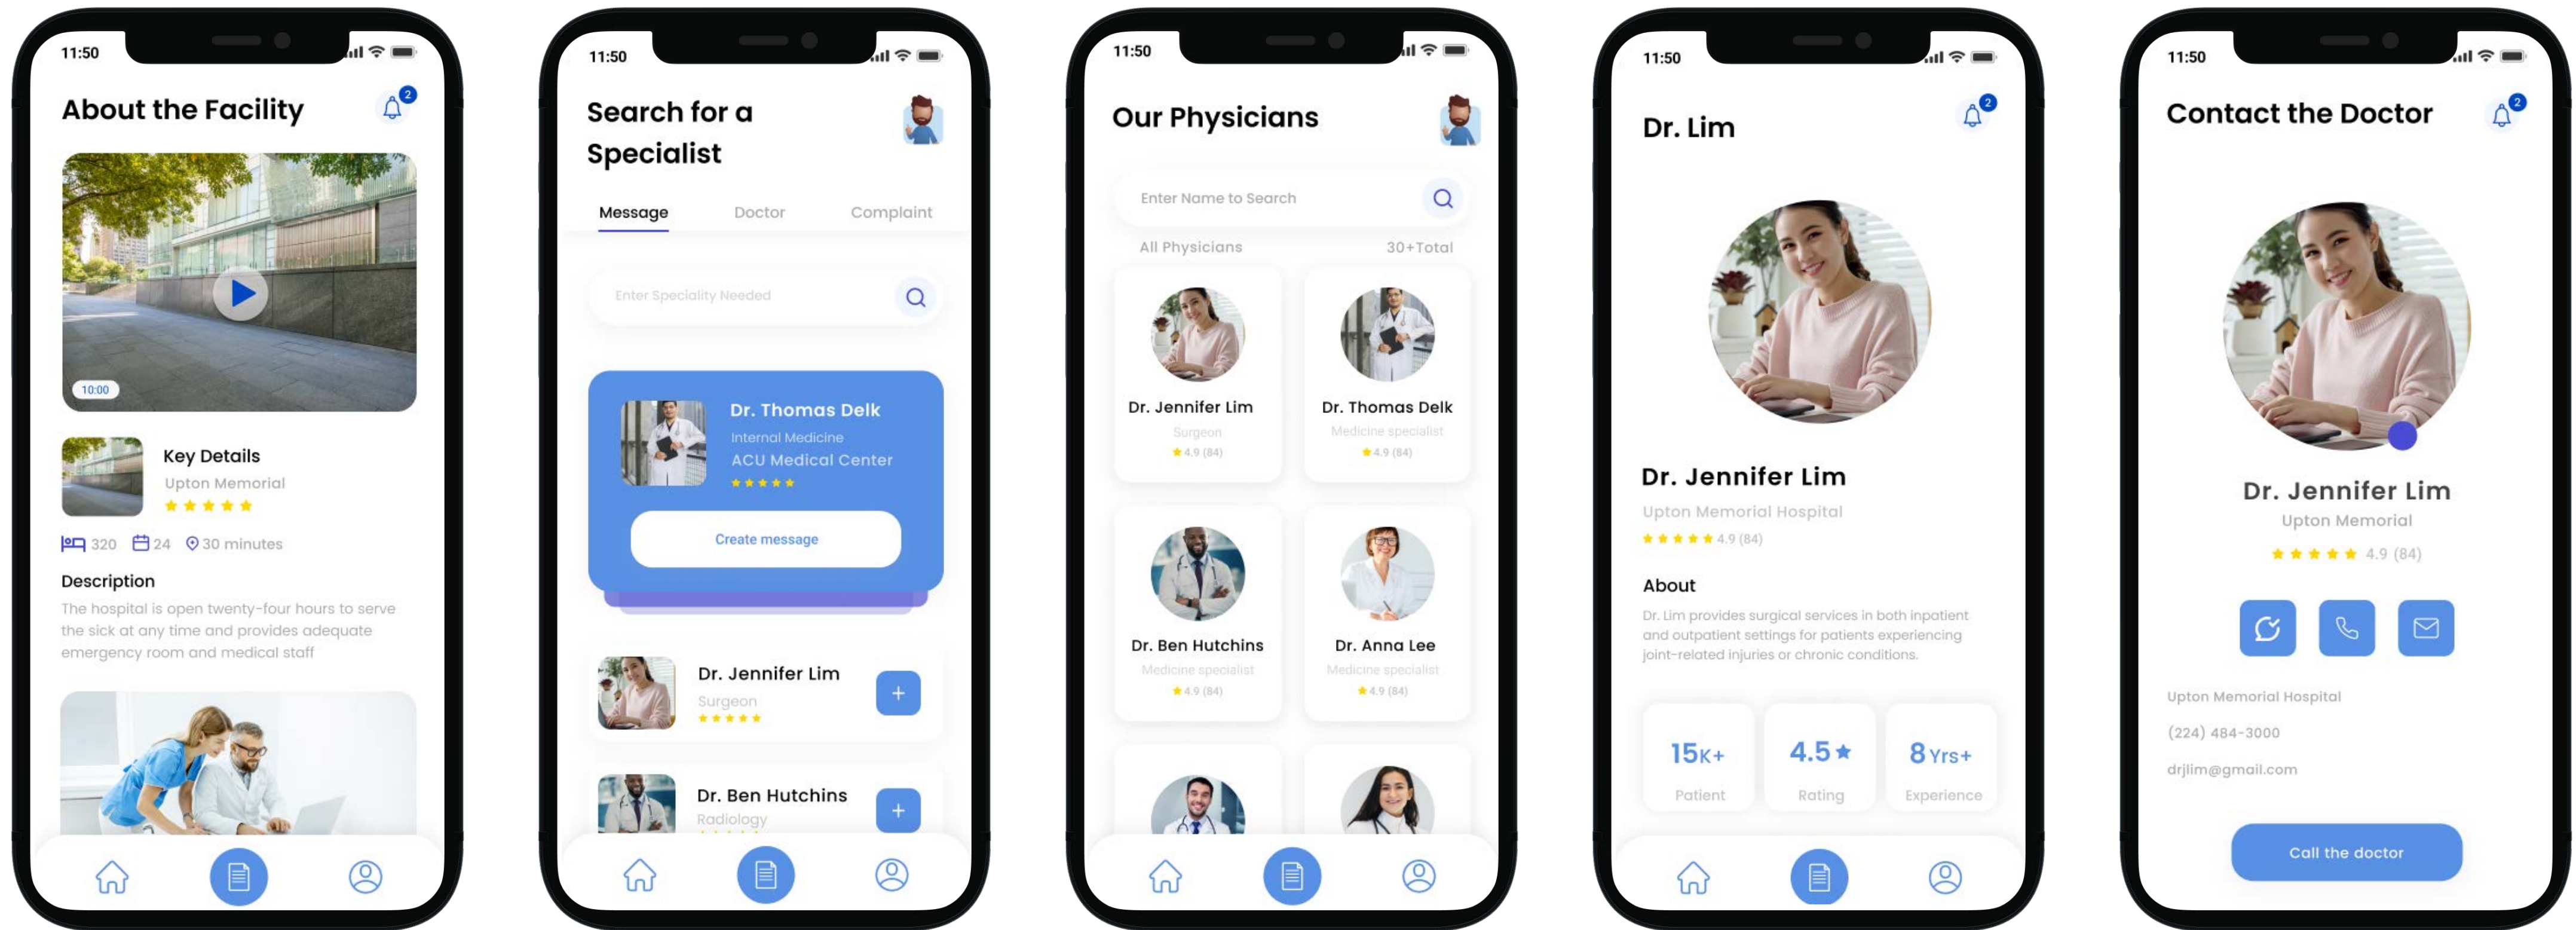 11:50
About the Facility
2
10:00
Key Details
Upton Memorial
320
24
30 minutes
Description
The hospital is open twenty-four hours to serve
the sick at any time and provides adequate
emergency room and medical staff
11:50
Search for a
Specialist
Message
Doctor
Complaint
Enter Speciality Needed
Dr. Thomas Delk
Internal Medicine
ACU Medical Center
Create message
Dr. Jennifer Lim
Surgeon
Dr. Ben Hutchins
Radiology
11:50
Our Physicians
Enter Name to Search
All Physicians
30+Total
Dr. Jennifer Lim
Surgeon
4.9 (84)
Dr. Thomas Delk
Medicine specialist
4.9 (84)
Dr. Ben Hutchins
Medicine specialist
4.9 (84)
Dr. Anna Lee
Medicine specialist
4.9 (84)
11:50
Dr. Lim
2
Dr. Jennifer Lim
Upton Memorial Hospital
4.9 (84)
About
Dr. Lim provides surgical services in both inpatient
and outpatient settings for patients experiencing
joint-related injuries or chronic conditions.
15K+
Patient
4.5
Rating
8 Yrs+
Experience
11:50
Contact the Doctor
2
Dr. Jennifer Lim
Upton Memorial
4.9 (84)
Upton Memorial Hospital
(224) 484-3000
drjlim@gmail.com
Call the doctor